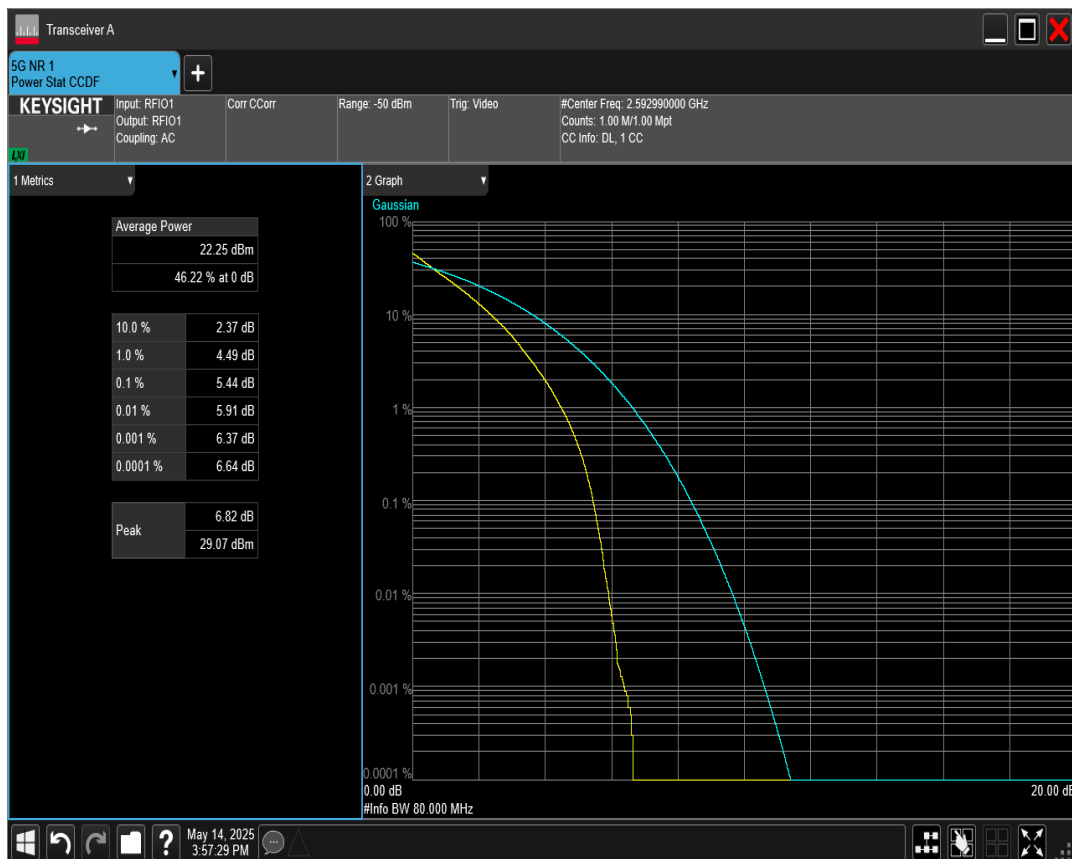 Transceiver A
5G NR 1
Power Stat CCDF
KEYSIGHT
LXI
Input: RFIO1
Output: RFIO1
Coupling: AC
Corr CCorr
Range: -50 dBm
Trig: Video
#Center Freq: 2.592990000 GHz
Counts: 1.00 M/1.00 Mpt
CC Info: DL, 1 CC
1 Metrics
Average Power
22.25 dBm
46.22 % at 0 dB
10.0 % 2.37 dB
1.0 % 4.49 dB
0.1 % 5.44 dB
0.01 % 5.91 dB
0.001 % 6.37 dB
0.0001 % 6.64 dB
Peak 6.82 dB
29.07 dBm
2 Graph
Gaussian
100 %
10 %
1 %
0.1 %
0.01 %
0.001 %
0.0001 %
0.00 dB 20.00 dB
#Info BW 80.000 MHz
?
May 14, 2025
3:57:29 PM